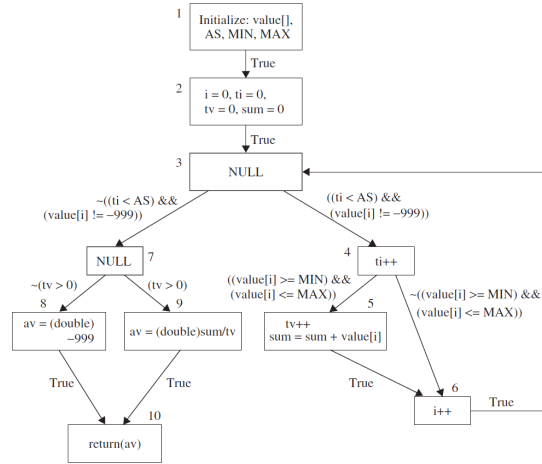 1
Initialize: value[],
AS, MIN, MAX
True
2
i = 0, ti = 0,
tv = 0, sum = 0
True
3
NULL
~((ti < AS) &&
(value[i] != −999))
((ti < AS) &&
(value[i] != −999))
NULL
7
4
ti++
~(tv > 0)
(tv > 0)
((value[i] >= MIN) &&
(value[i] <= MAX))
~((value[i] >= MIN) &&
(value[i] <= MAX))
8
av = (double)
−999
9
av = (double)sum/tv
5
tv++
sum = sum + value[i]
True
True
True
6
i++
True
10
return(av)